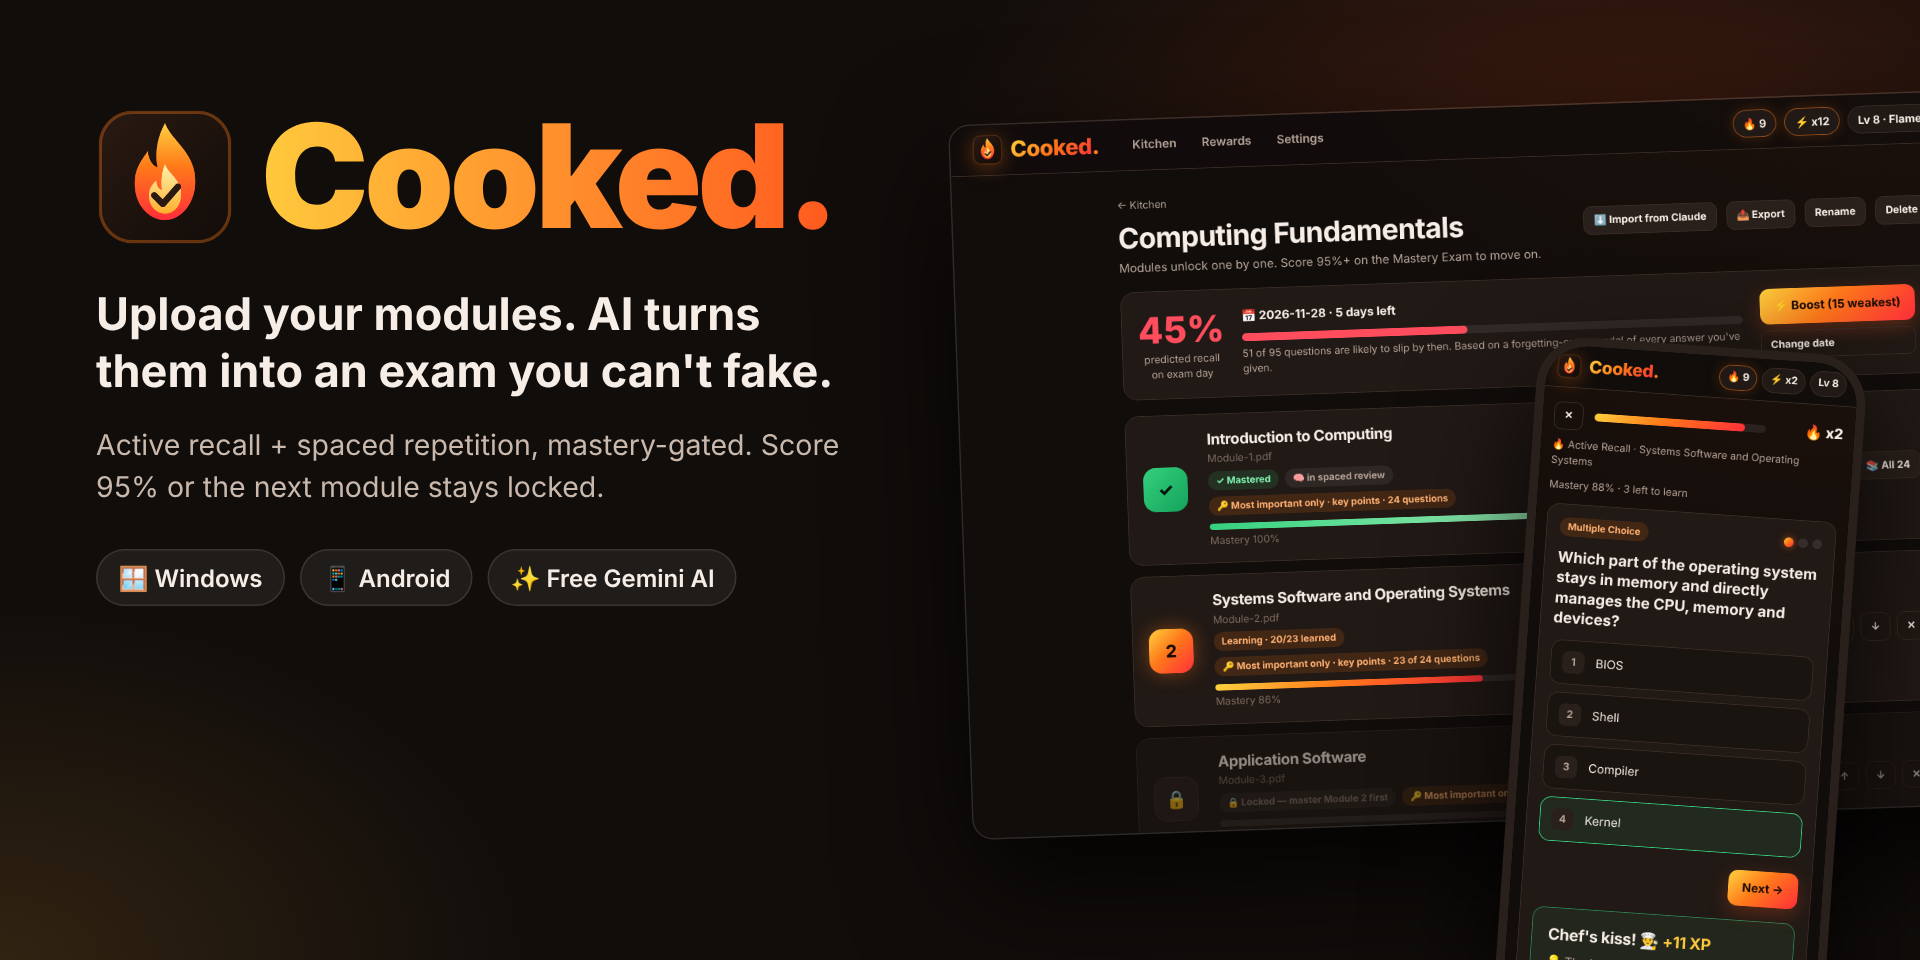 Cooked.
Upload your modules. AI turns
them into an exam you can't fake.
Active recall + spaced repetition, mastery-gated. Score
95% or the next module stays locked.
🪟 Windows
📱 Android
✨ Free Gemini AI
Cooked.
Kitchen
Rewards
Settings
🔥 9
⚡ x12
Lv 8 · Flame
← Kitchen
Computing Fundamentals
Modules unlock one by one. Score 95%+ on the Mastery Exam to move on.
⬇️ Import from Claude
📤 Export
Rename
Delete
45%
predicted recall
on exam day
📅 2026-11-28 · 5 days left
51 of 95 questions are likely to slip by then. Based on a forgetting- of every answer you've
given.
⚡ Boost (15 weakest)
Change date
Introduction to Computing
Module-1.pdf
✓ Mastered
🧠 in spaced review
🔑 Most important only · key points · 24 questions
Mastery 100%
📚 All 24
2
Systems Software and Operating Systems
Module-2.pdf
Learning · 20/23 learned
🔑 Most important only · key points · 23 of 24 questions
Mastery 86%
↓
✕
🔒
Application Software
Module-3.pdf
🔒 Locked — master Module 2 first
🔑 Most important
↑
↓
✕
Cooked.
🔥 9
⚡ x2
Lv 8
✕
🔥 x2
🔥 Active Recall · Systems Software and Operating
Systems
Mastery 88% · 3 left to learn
Multiple Choice
Which part of the operating system
stays in memory and directly
manages the CPU, memory and
devices?
1 BIOS
2 Shell
3 Compiler
4 Kernel
Next →
Chef's kiss! 👨‍🍳 +11 XP